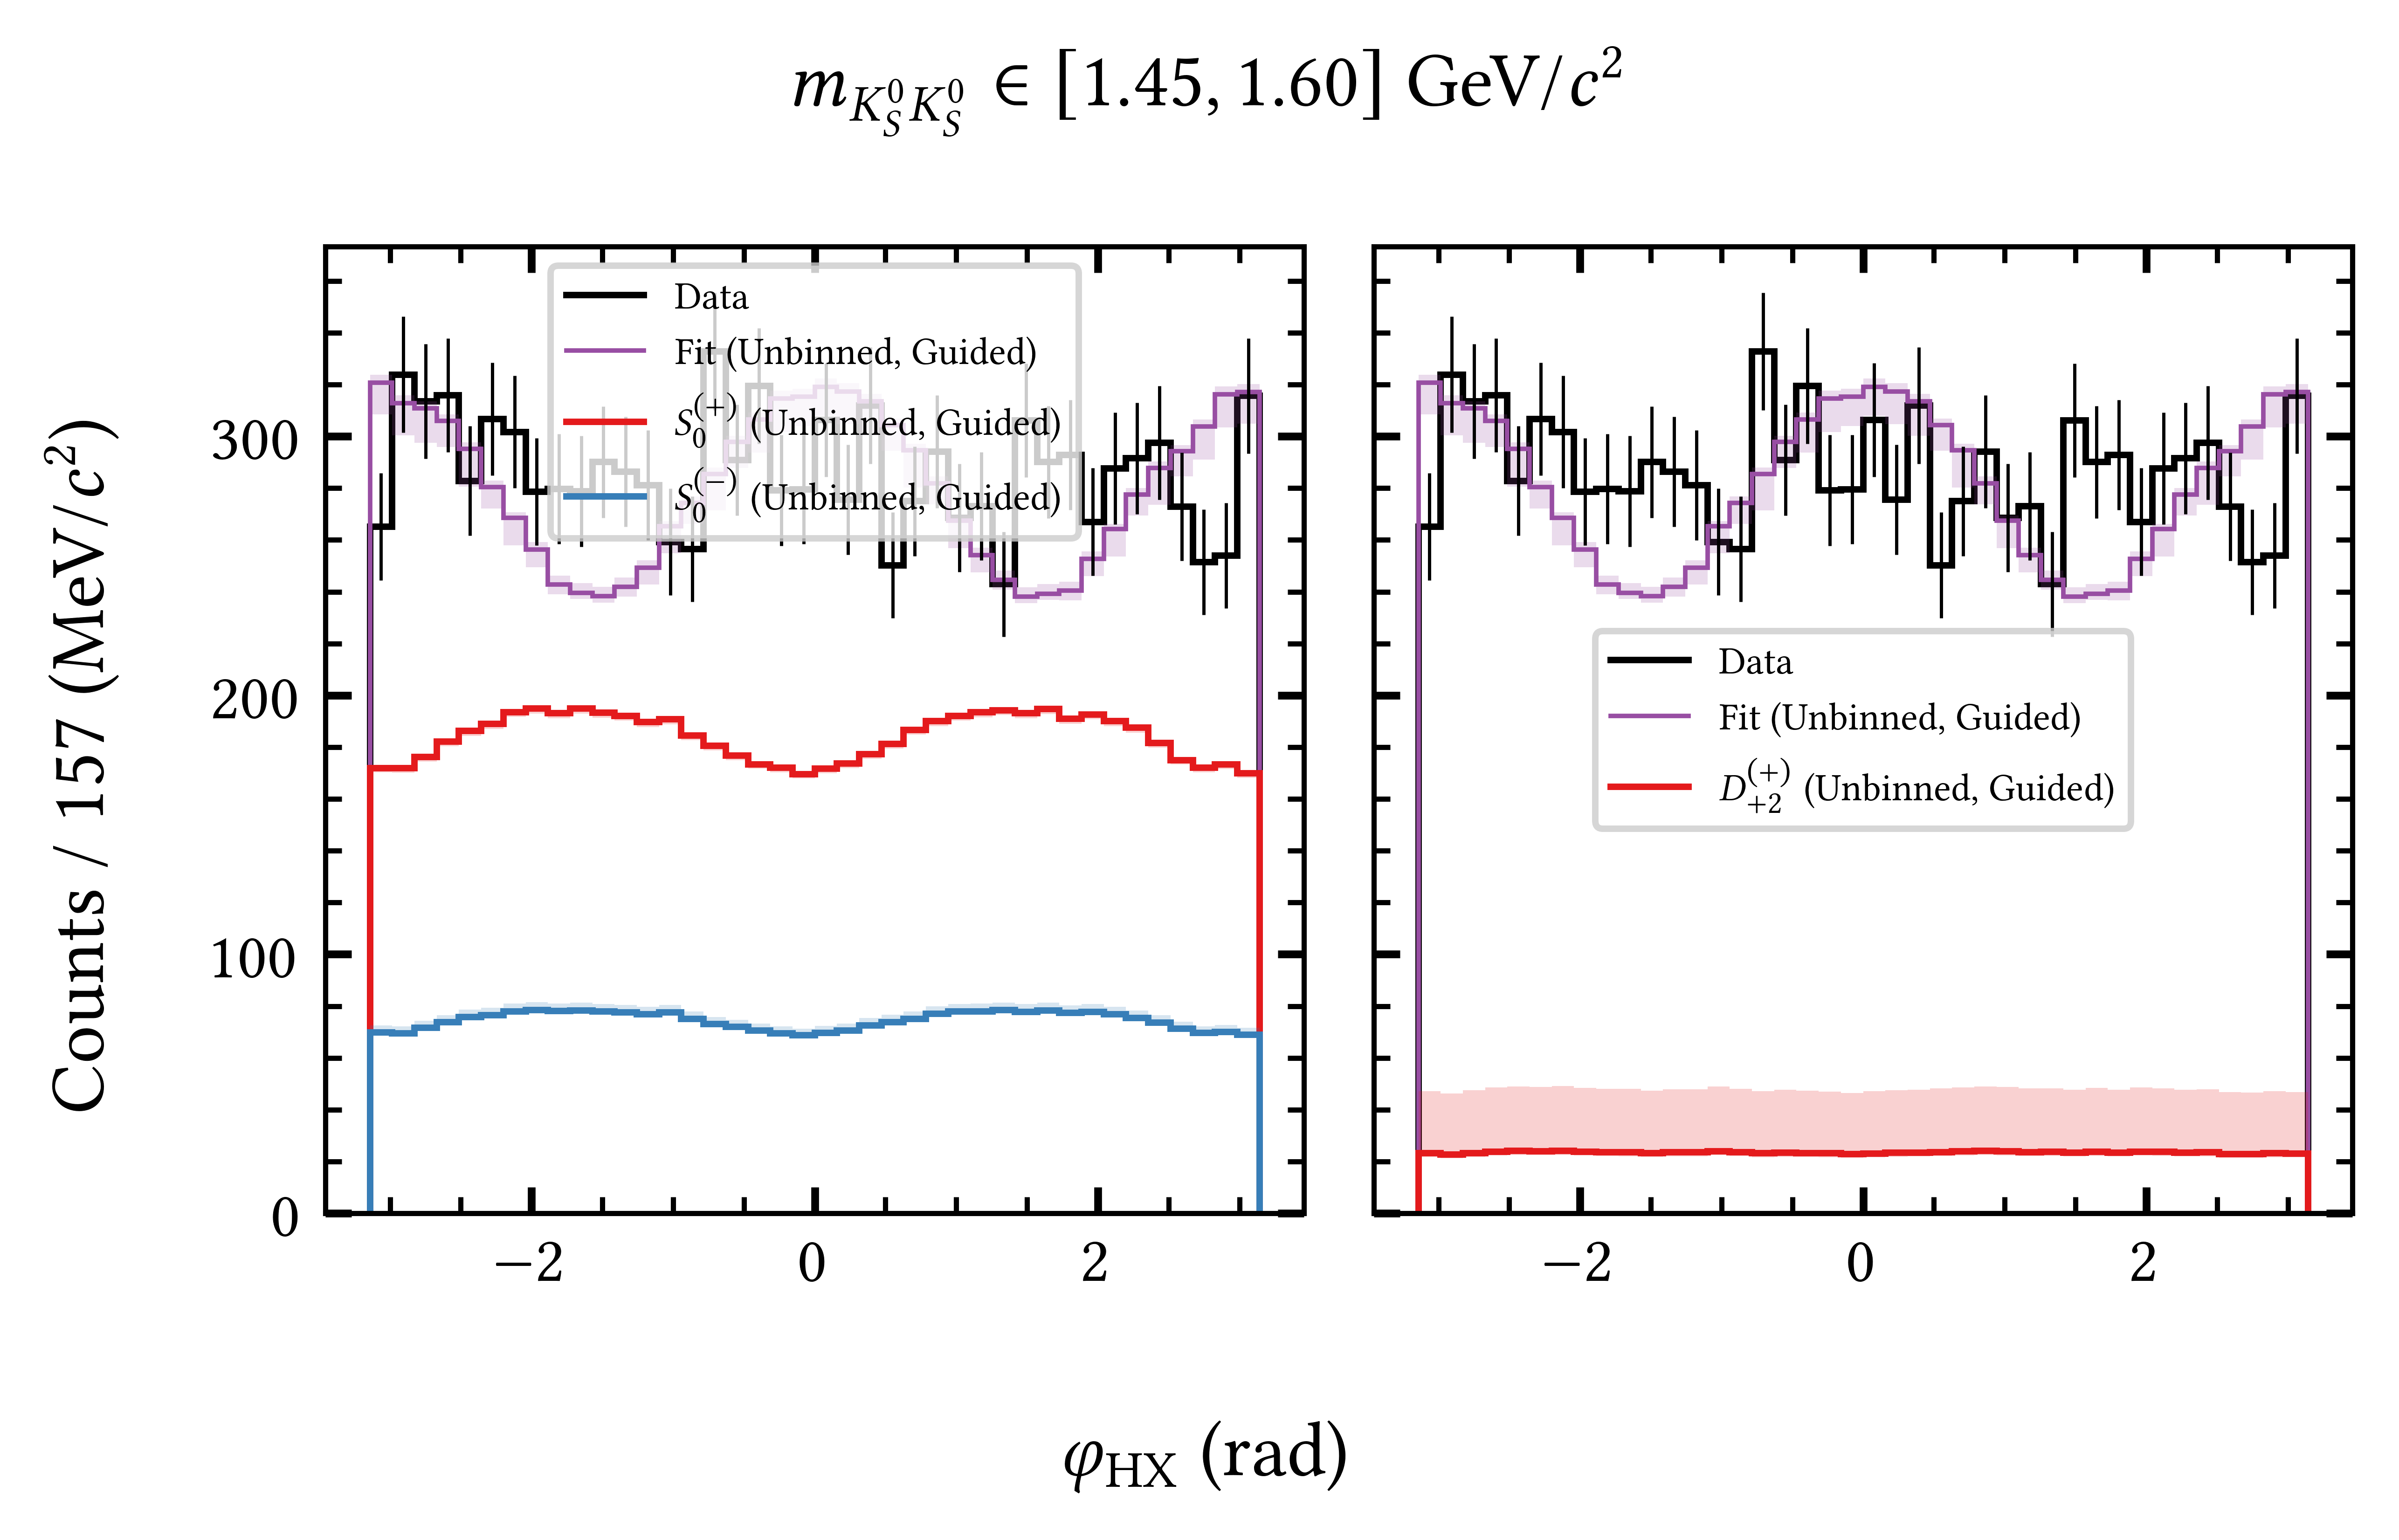 m_{K_S^0 K_S^0} ∈ [1.45, 1.60] GeV/c²
Counts / 157 (MeV/c²)
300
200
100
0
Data
Fit (Unbinned, Guided)
S_0^{(+)} (Unbinned, Guided)
S_0^{(−)} (Unbinned, Guided)
Data
Fit (Unbinned, Guided)
D_{+2}^{(+)} (Unbinned, Guided)
−2 0 2
−2 0 2
φ_{HX} (rad)